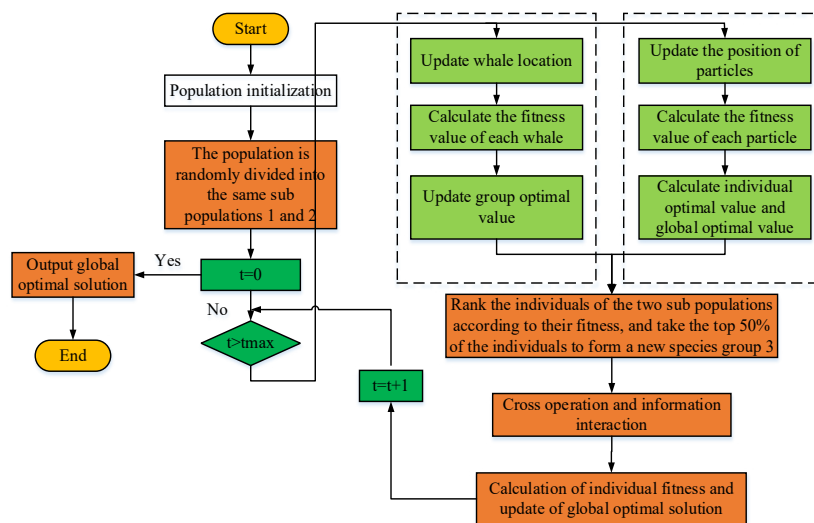 Start
Population initialization
The population is
randomly divided into
the same sub
populations 1 and 2
Yes
t=0
Output global
optimal solution
No
End
t>tmax
t=t+1
Update whale location
Calculate the fitness
value of each whale
Update group optimal
value
Update the position of
particles
Calculate the fitness
value of each particle
Calculate individual
optimal value and
global optimal value
Rank the individuals of the two sub populations
according to their fitness, and take the top 50%
of the individuals to form a new species group 3
Cross operation and information
interaction
Calculation of individual fitness and
update of global optimal solution